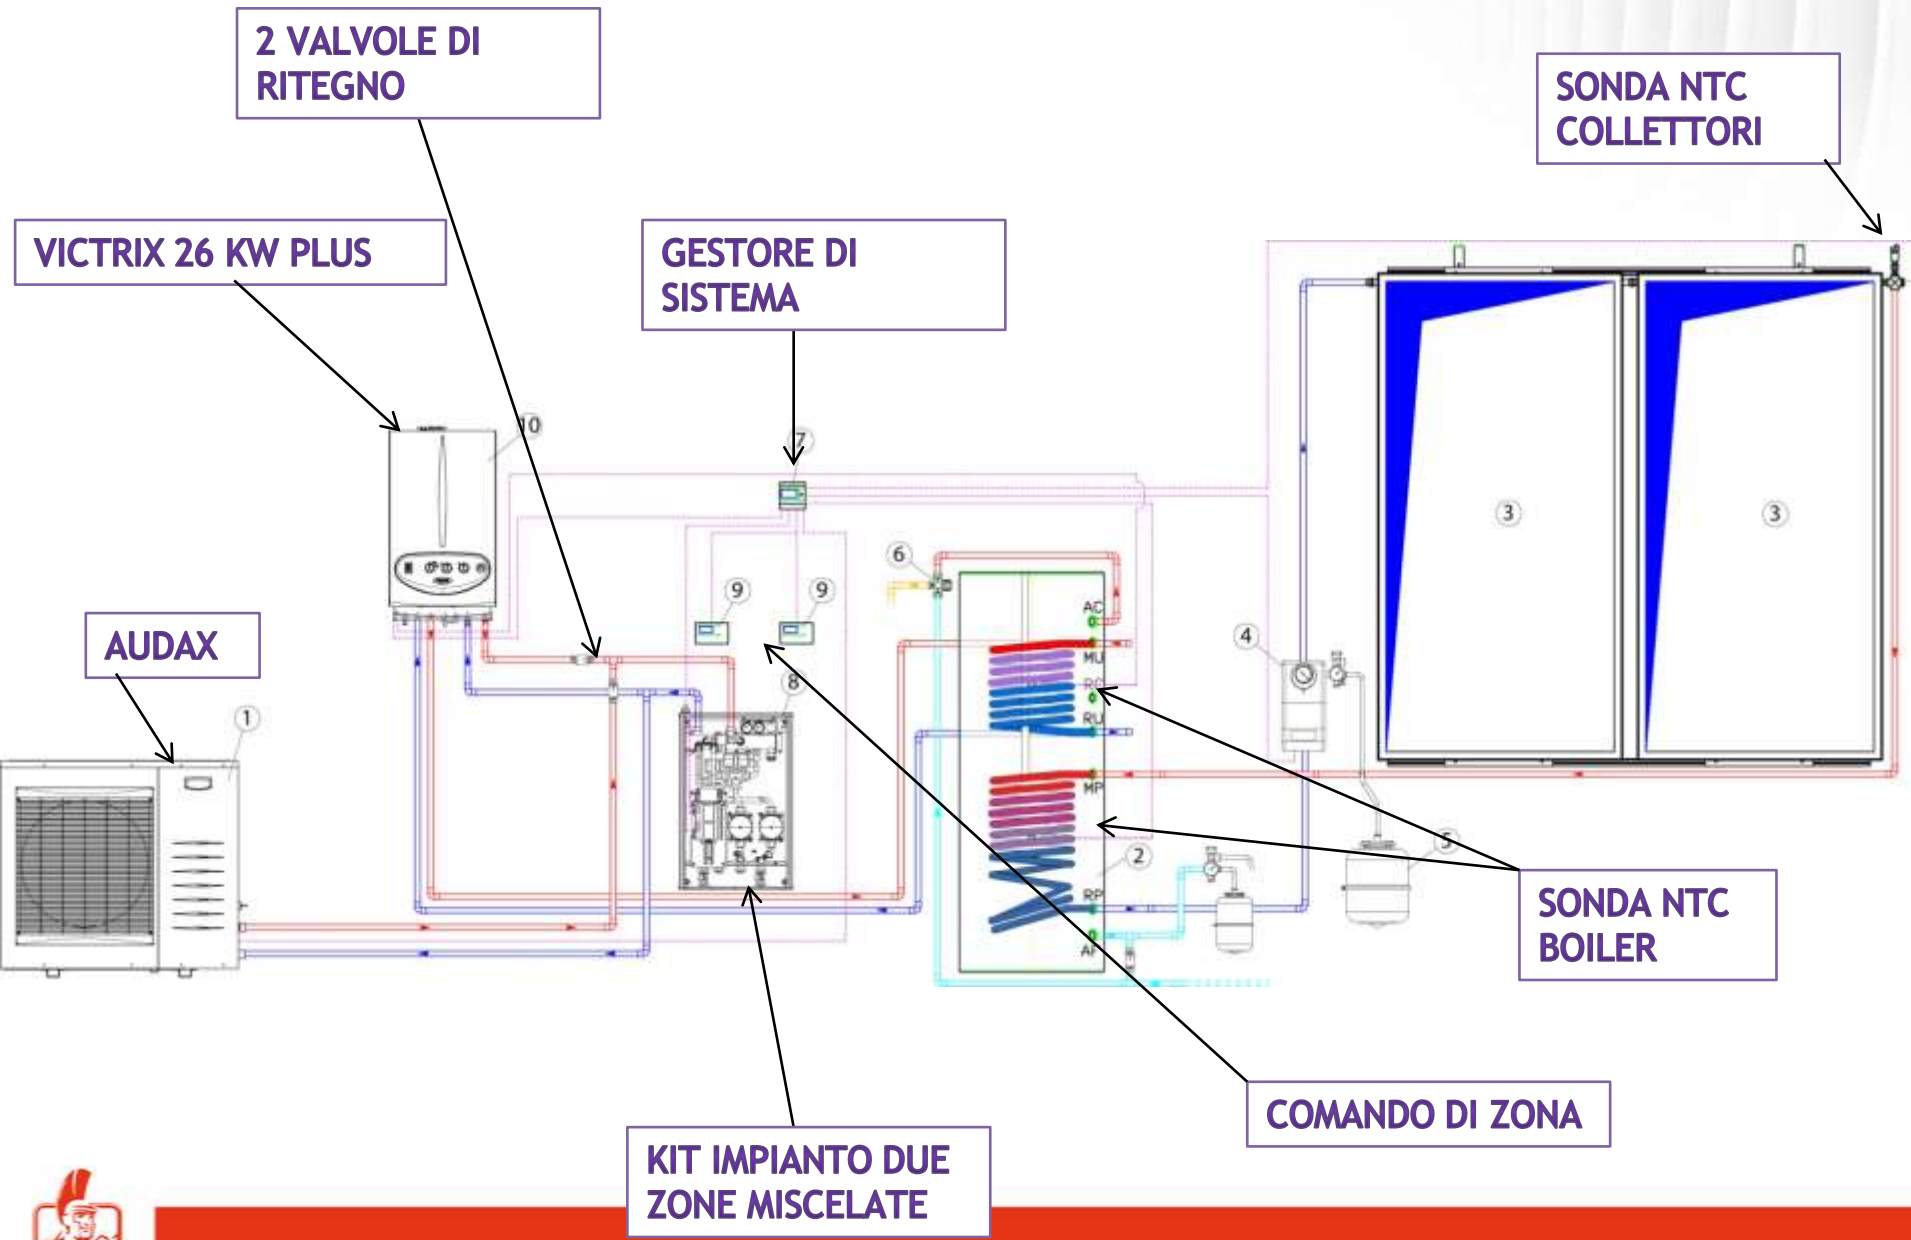 2 VALVOLE DI
RITEGNO
SONDA NTC
COLLETTORI
VICTRIX 26 KW PLUS
GESTORE DI
SISTEMA
10
7
3
3
6
9
9
AC
4
AUDAX
MU
8
RC
1
RU
MP
5
2
RP
SONDA NTC
BOILER
AF
COMANDO DI ZONA
KIT IMPIANTO DUE
ZONE MISCELATE